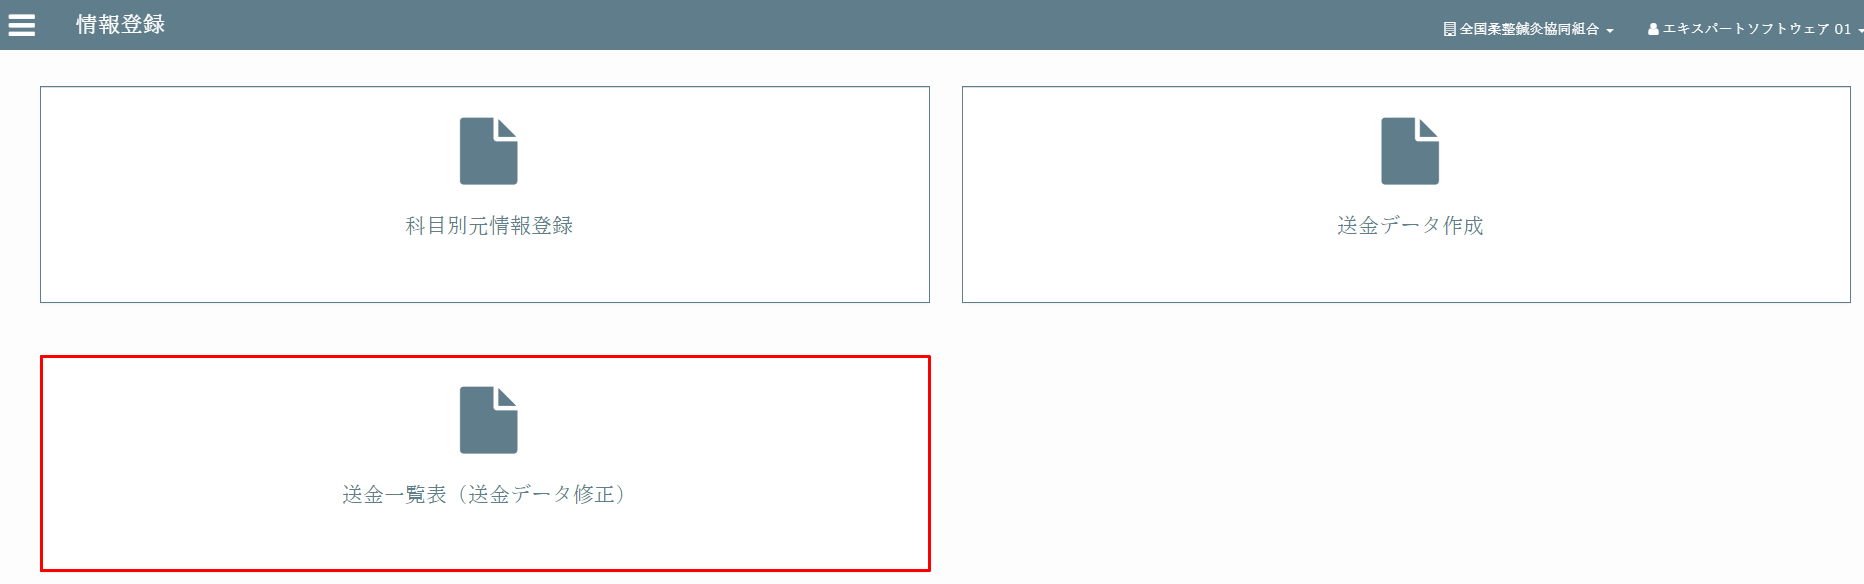 情報登録
全国柔整鍼灸協同組合
エキスパートソフトウェア 01
科目別元情報登録
送金データ作成
送金一覧表（送金データ修正）